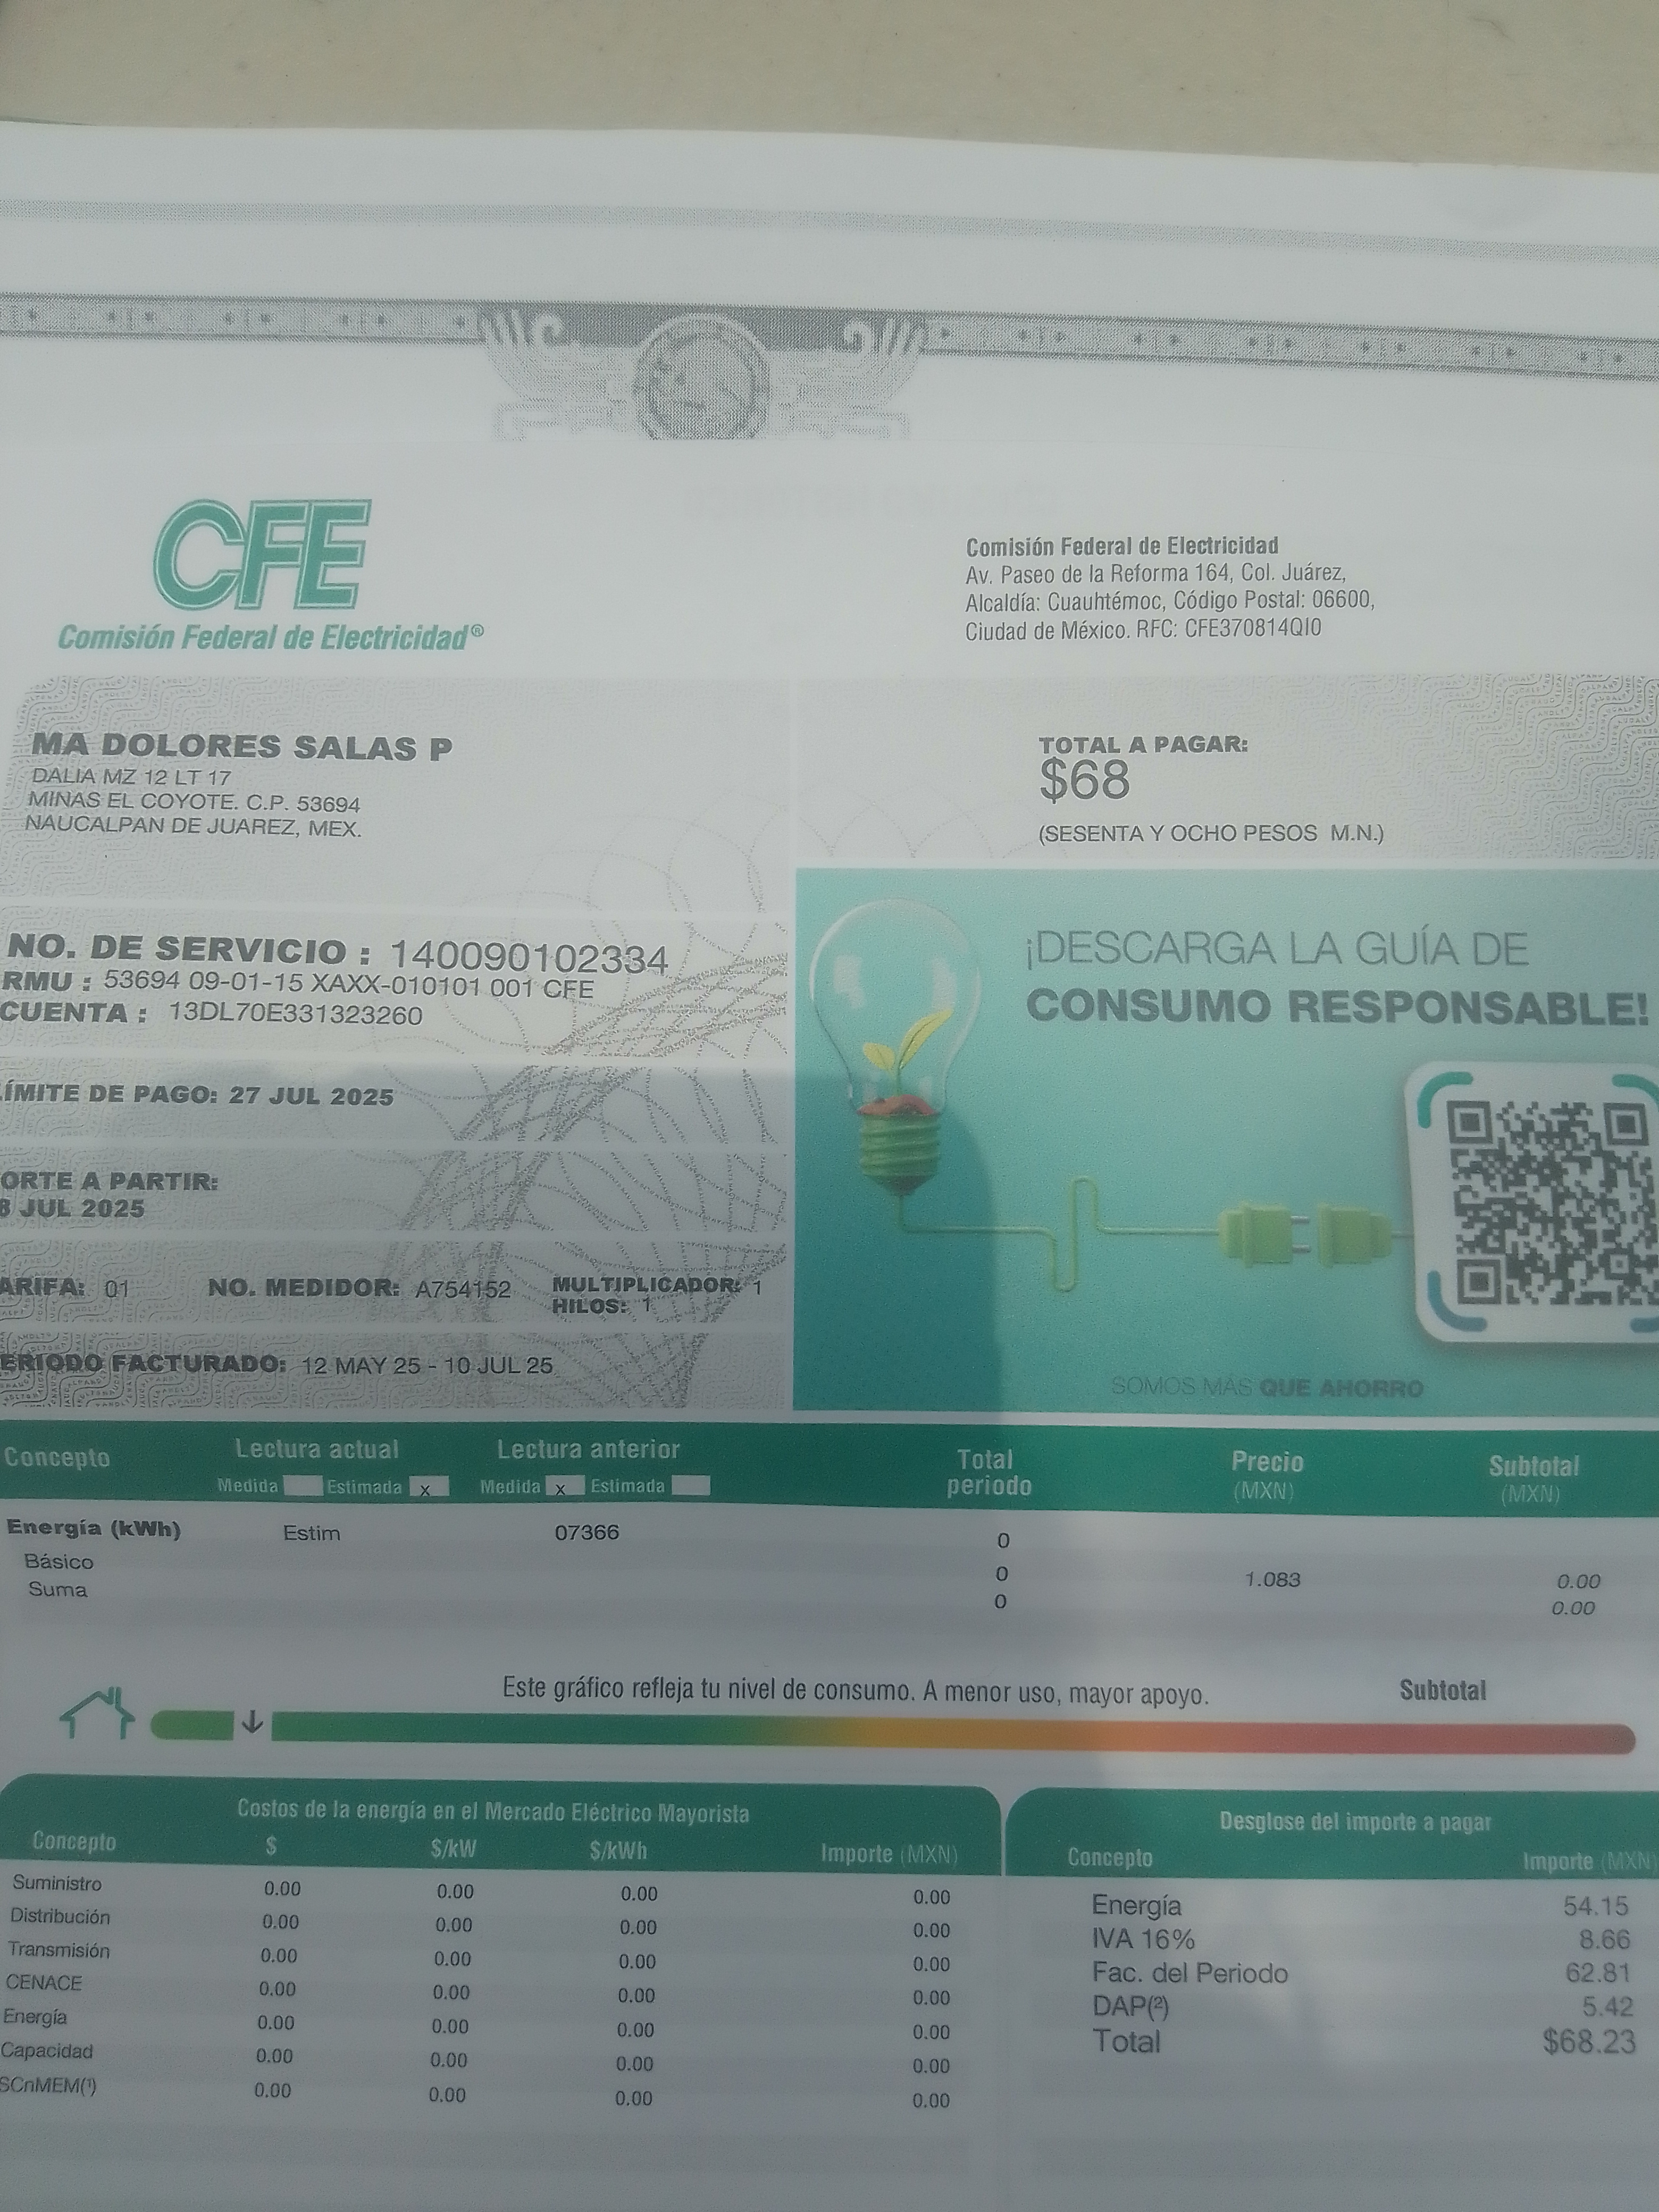 CFE
Comisión Federal de Electricidad®
Comisión Federal de Electricidad
Av. Paseo de la Reforma 164, Col. Juárez,
Alcaldía: Cuauhtémoc, Código Postal: 06600,
Ciudad de México. RFC: CFE370814QI0
MA DOLORES SALAS P
DALIA MZ 12 LT 17
MINAS EL COYOTE. C.P. 53694
NAUCALPAN DE JUAREZ, MEX.
TOTAL A PAGAR:
$68
(SESENTA Y OCHO PESOS M.N.)
NO. DE SERVICIO : 140090102334
RMU : 53694 09-01-15 XAXX-010101 001 CFE
CUENTA : 13DL70E331323260
ÍMITE DE PAGO: 27 JUL 2025
ORTE A PARTIR:
8 JUL 2025
ARIFA: 01 NO. MEDIDOR: A754152 MULTIPLICADOR: 1
HILOS: 1
ERIODO FACTURADO: 12 MAY 25 - 10 JUL 25
¡DESCARGA LA GUÍA DE
CONSUMO RESPONSABLE!
SOMOS MÁS QUE AHORRO
Concepto Lectura actual Lectura anterior Total periodo Precio (MXN) Subtotal (MXN)
Medida Estimada x Medida x Estimada
Energía (kWh) Estim 07366 0
Básico 0 1.083 0.00
Suma 0 0.00
Este gráfico refleja tu nivel de consumo. A menor uso, mayor apoyo. Subtotal
Costos de la energía en el Mercado Eléctrico Mayorista
Concepto $ $/kW $/kWh Importe (MXN)
Suministro 0.00 0.00 0.00 0.00
Distribución 0.00 0.00 0.00 0.00
Transmisión 0.00 0.00 0.00 0.00
CENACE 0.00 0.00 0.00 0.00
Energía 0.00 0.00 0.00 0.00
Capacidad 0.00 0.00 0.00 0.00
SCnMEM(¹) 0.00 0.00 0.00 0.00
Desglose del importe a pagar
Concepto Importe (MXN)
Energía 54.15
IVA 16% 8.66
Fac. del Periodo 62.81
DAP(²) 5.42
Total $68.23